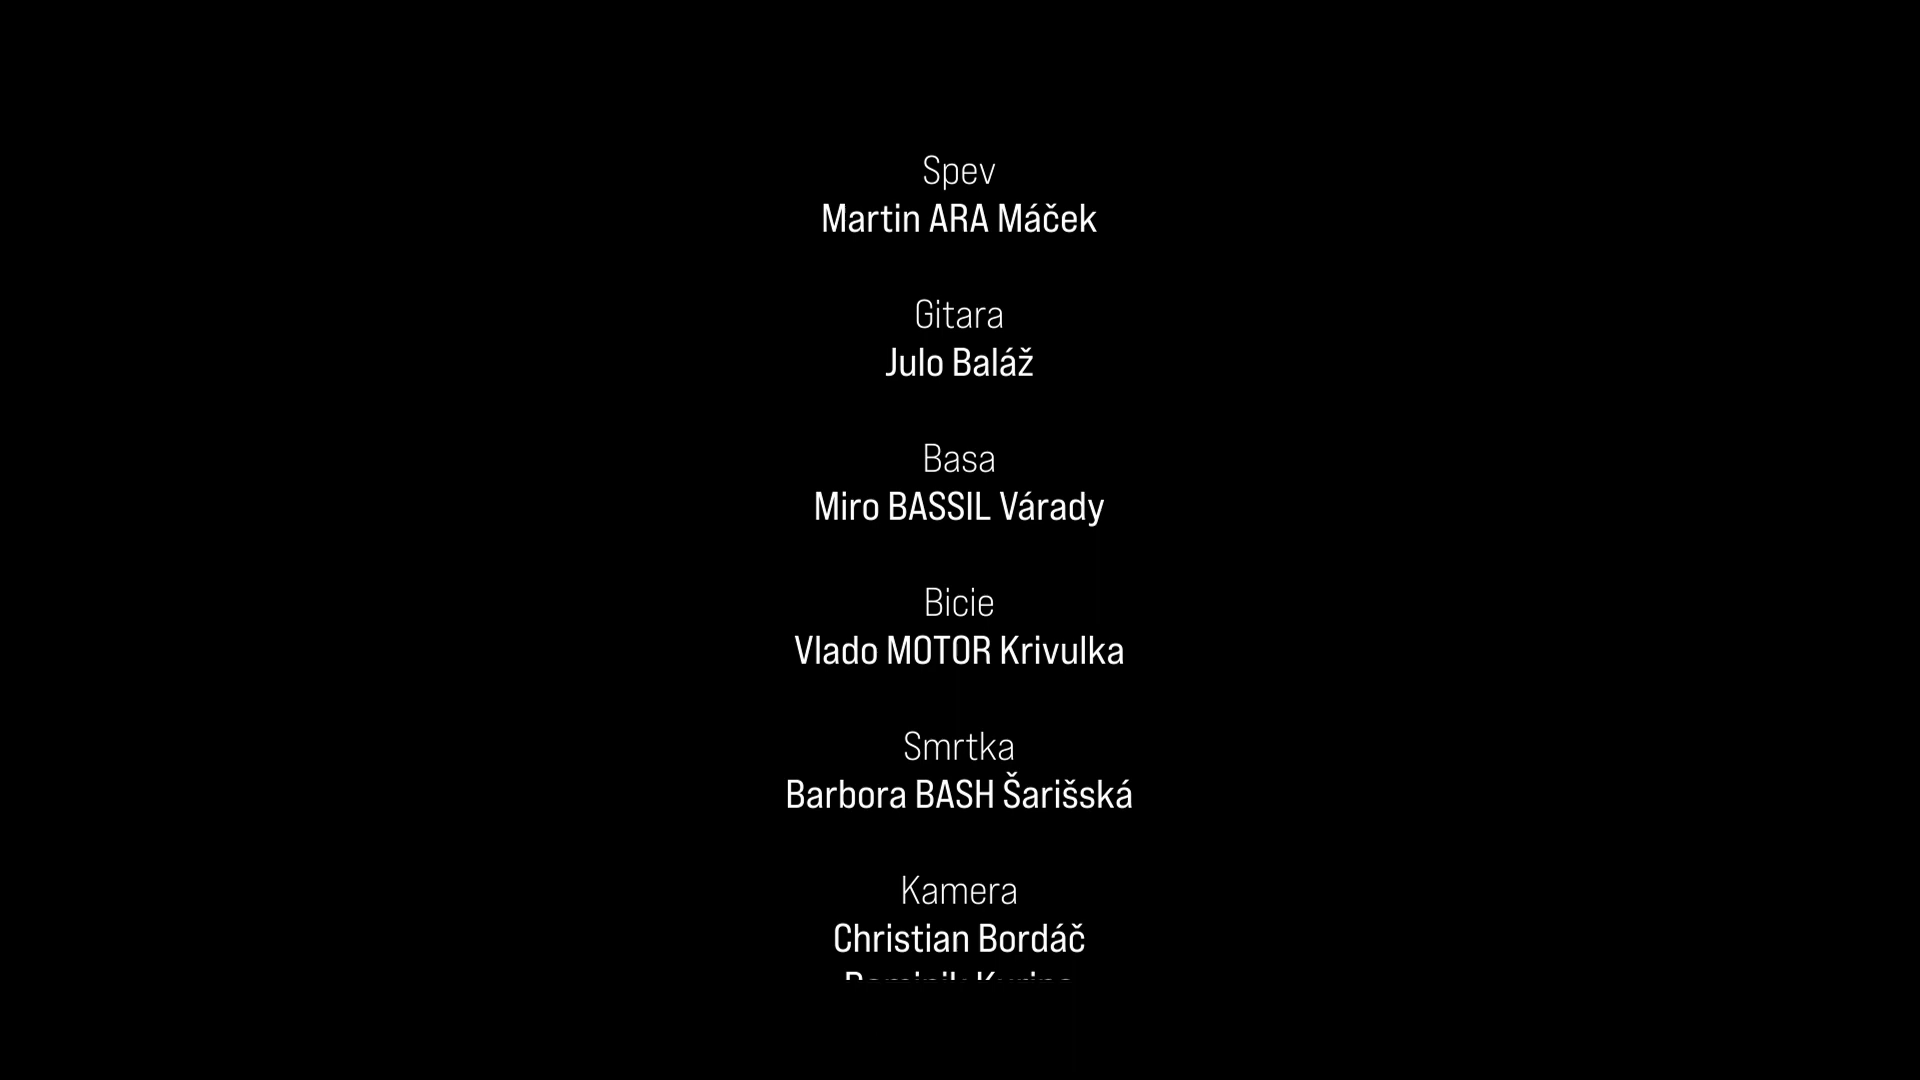 Spev
Martin ARA Máček
Gitara
Julo Baláž
Basa
Miro BASSIL Várady
Bicie
Vlado MOTOR Krivulka
Smrtka
Barbora BASH Šarišská
Kamera
Christian Bordáč